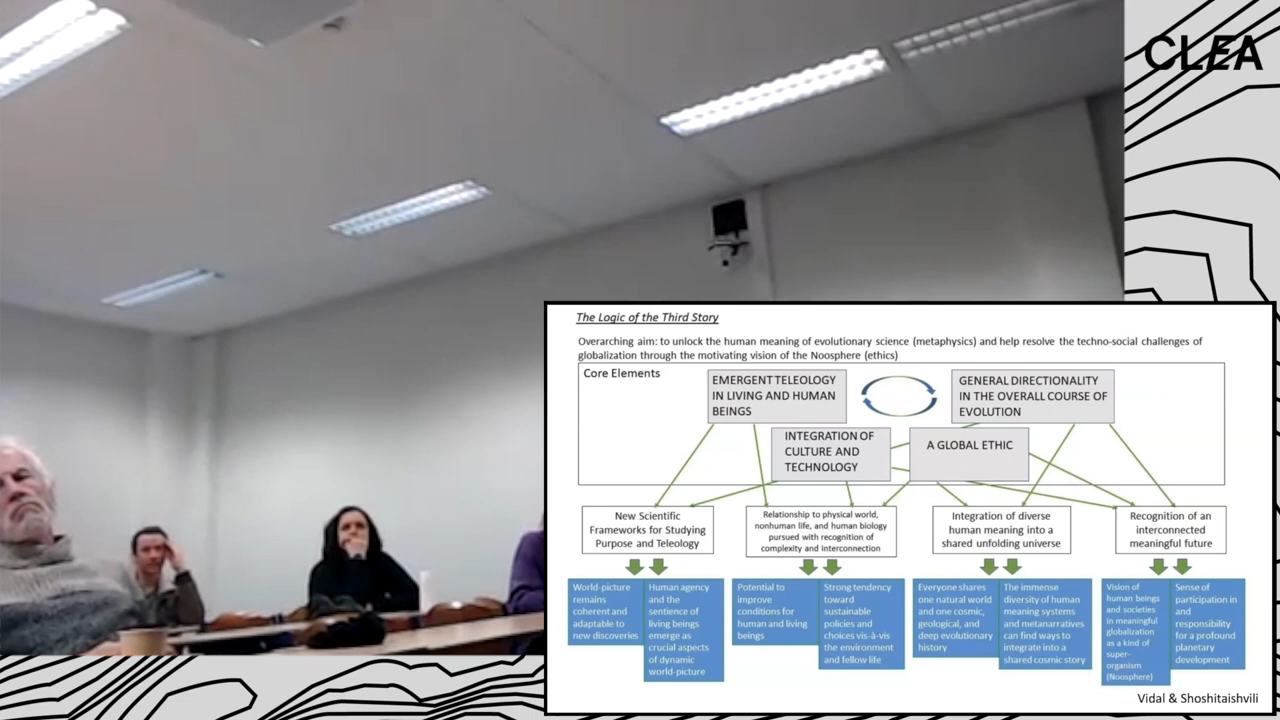 CLEA
The Logic of the Third Story
Overarching aim: to unlock the human meaning of evolutionary science (metaphysics) and help resolve the techno-social challenges of
globalization through the motivating vision of the Noosphere (ethics)
Core Elements
EMERGENT TELEOLOGY
IN LIVING AND HUMAN
BEINGS
GENERAL DIRECTIONALITY
IN THE OVERALL COURSE OF
EVOLUTION
INTEGRATION OF
CULTURE AND
TECHNOLOGY
A GLOBAL ETHIC
New Scientific
Frameworks for Studying
Purpose and Teleology
Relationship to physical world,
nonhuman life, and human biology
pursued with recognition of
complexity and interconnection
Integration of diverse
human meaning into a
shared unfolding universe
Recognition of an
interconnected
meaningful future
World-picture
remains
coherent and
adaptable to
new discoveries
Human agency
and the
sentience of
living beings
emerge as
crucial aspects
of dynamic
world-picture
Potential to
improve
conditions for
human and living
beings
Strong tendency
toward
sustainable
policies and
choices vis-à-vis
the environment
and fellow life
Everyone shares
one natural world
and one cosmic,
geological, and
deep evolutionary
history
The immense
diversity of human
meaning systems
and metanarratives
can find ways to
integrate into a
shared cosmic story
Vision of
human beings
and societies
in meaningful
globalization
as a kind of
super-
organism
(Noosphere)
Sense of
participation in
and
responsibility
for a profound
planetary
development
Vidal & Shoshitaishvili